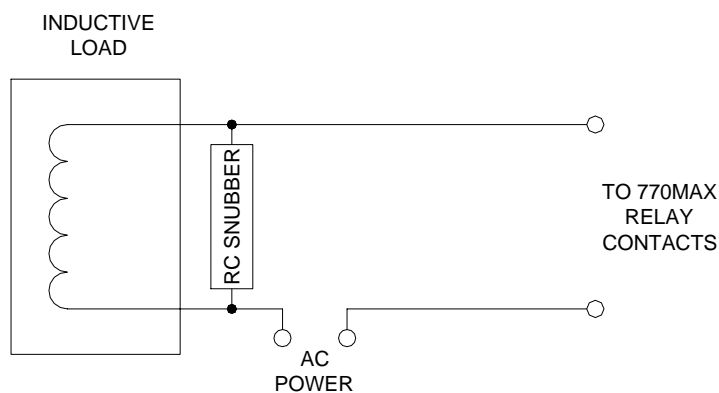 INDUCTIVE
LOAD
RC SNUBBER
TO 770MAX
RELAY
CONTACTS
AC
POWER